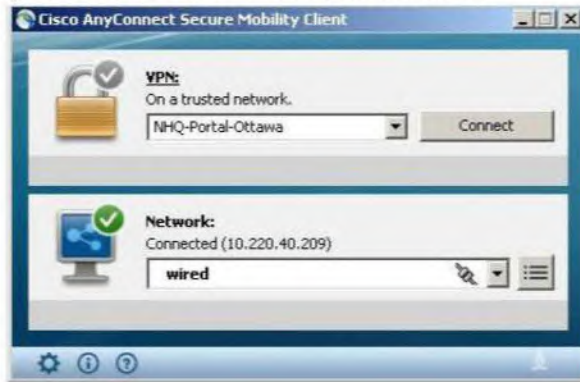 Cisco AnyConnect Secure Mobility Client
VPN:
On a trusted network.
NHQ-Portal-Ottawa
Connect
Network:
Connected (10.220.40.209)
wired